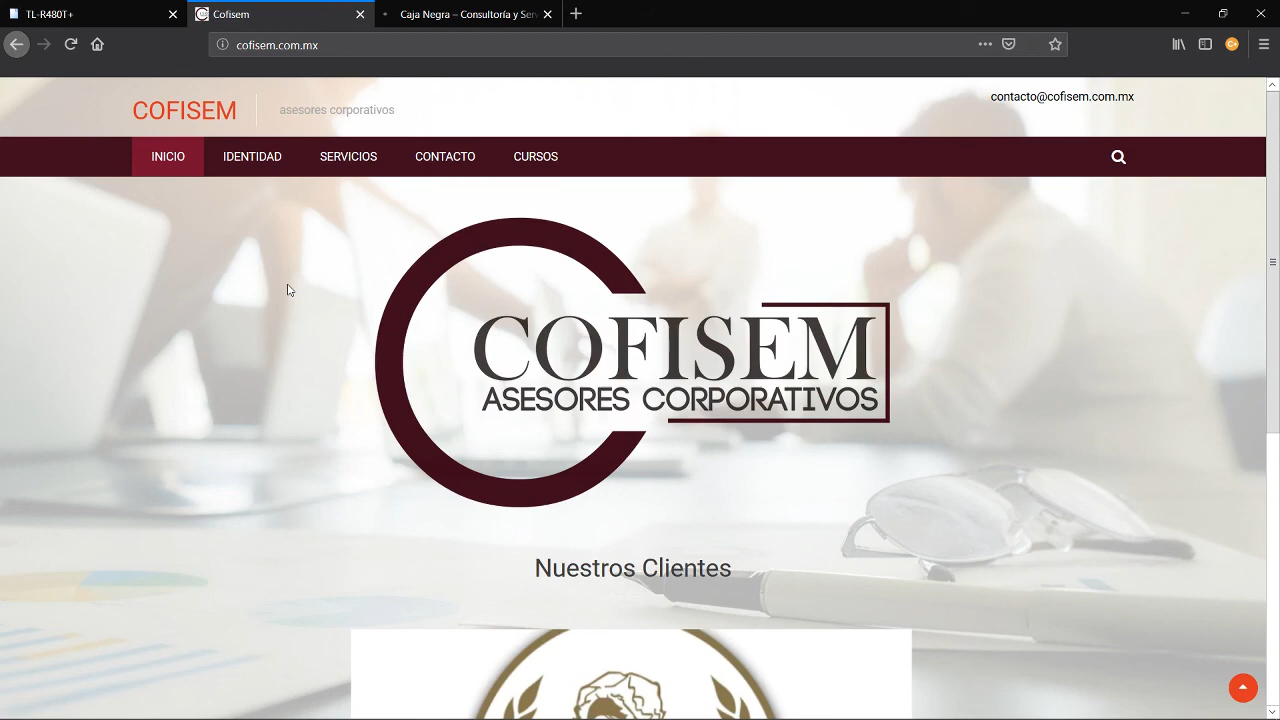 TL-R480T+
Cofisem
Caja Negra – Consultoría y Ser
cofisem.com.mx
COFISEM
asesores corporativos
contacto@cofisem.com.mx
INICIO
IDENTIDAD
SERVICIOS
CONTACTO
CURSOS
COFISEM
ASESORES CORPORATIVOS
Nuestros Clientes